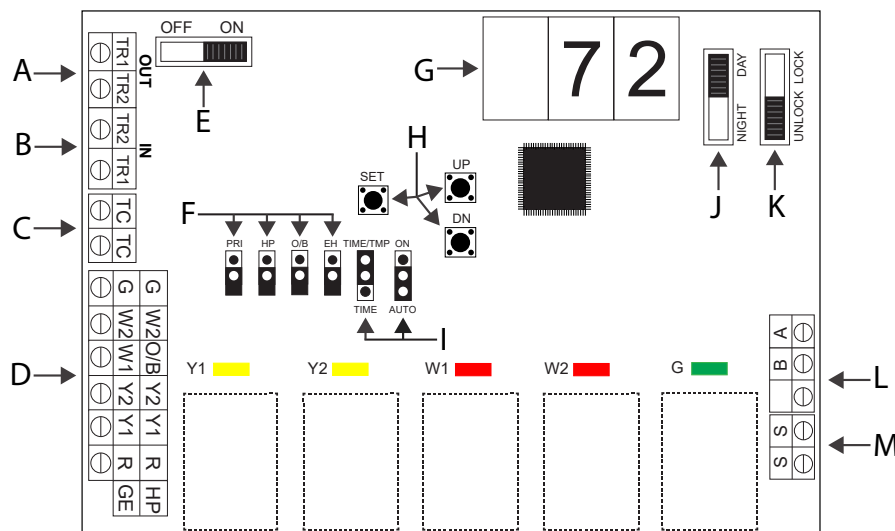 OFF ON
A
TR1
TR2
OUT
B
TR2
TR1
IN
C
TC
TC
D
G G
W2 W2
W1 O/B
Y2 Y2
Y1 Y1
R R
GE HP
E
G
7 2
H
SET
UP
DN
F
PRI HP O/B EH TIME/TMP ON
TIME AUTO
I
NIGHT DAY
UNLOCK LOCK
J K
Y1 Y2 W1 W2 G
A
B
L
S
S
M